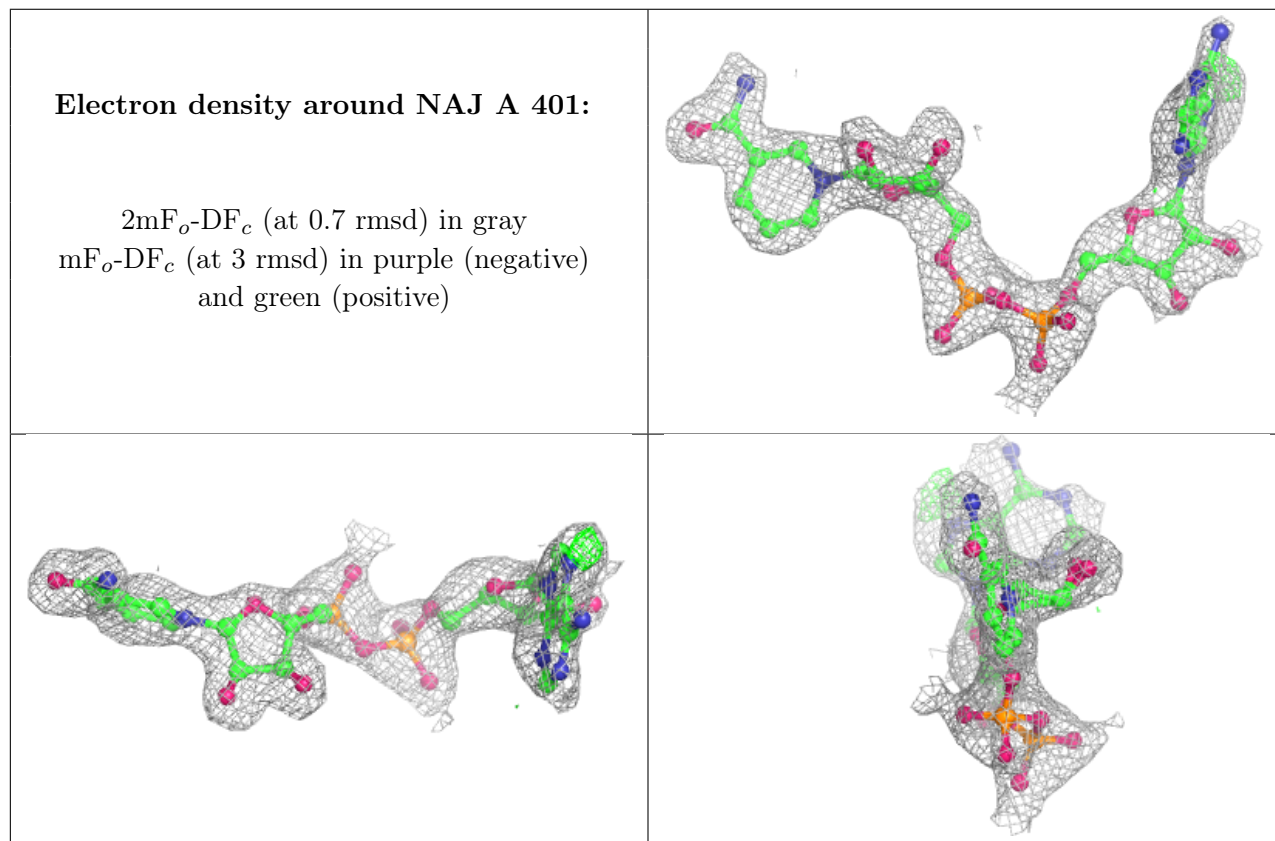 Electron density around NAJ A 401:
2mFo-DFc (at 0.7 rmsd) in gray
mFo-DFc (at 3 rmsd) in purple (negative)
and green (positive)